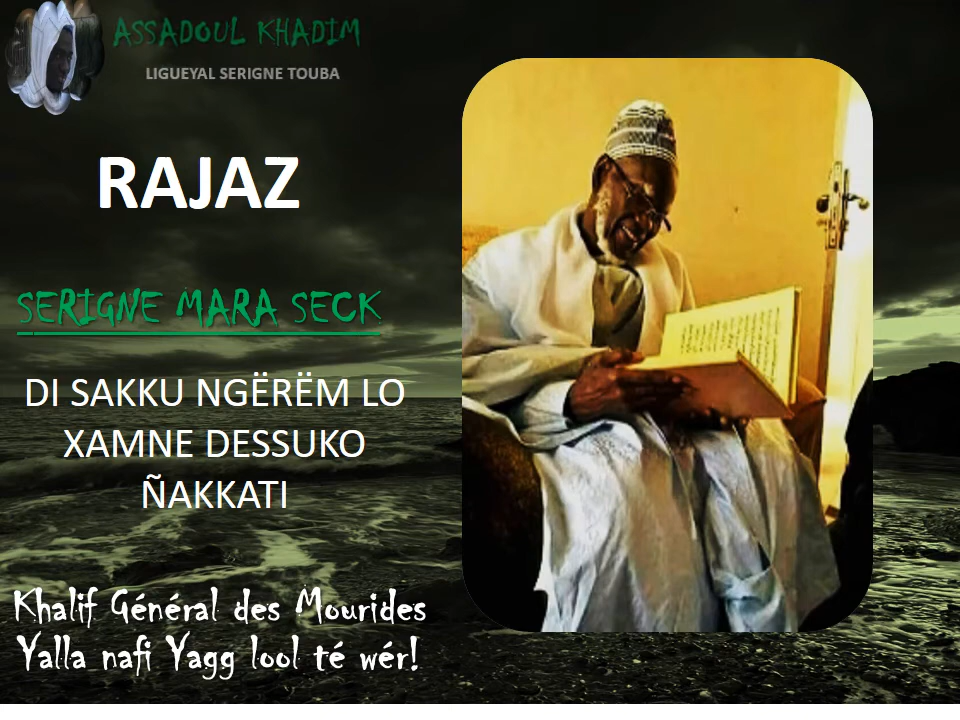 ASSADOUL KHADIM
LIGUEYAL SERIGNE TOUBA
RAJAZ
SERIGNE MARA SECK
DI SAKKU NGËRËM LO
XAMNE DESSUKO
ÑAKKATI
Khalif Général des Mourides
Yalla nafi Yagg lool té wér!